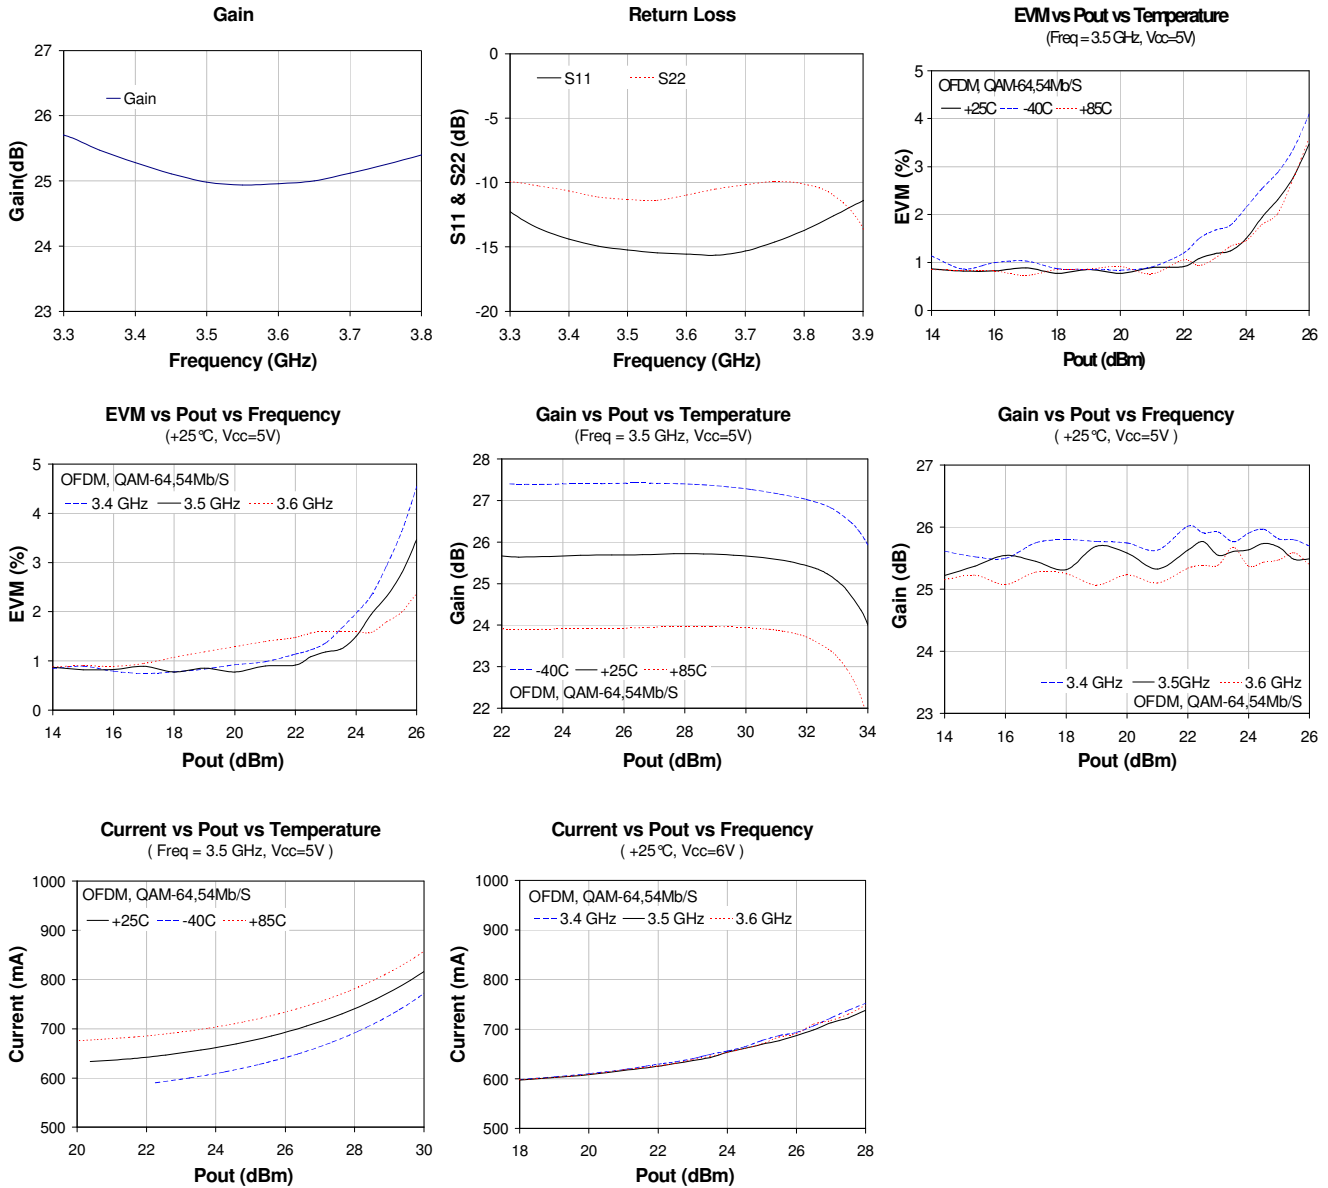 Gain
27
26
25
24
23
Gain
3.3 3.4 3.5 3.6 3.7 3.8
Frequency (GHz)
Gain(dB)
Return Loss
0
-5
-10
-15
-20
S11 S22
3.3 3.4 3.5 3.6 3.7 3.8 3.9
Frequency (GHz)
S11 & S22 (dB)
EVM vs Pout vs Temperature
(Freq = 3.5 GHz, Vcc=5V)
5
4
3
2
1
0
OFDM, QAM-64,54Mb/S
+25C -40C +85C
14 16 18 20 22 24 26
Pout (dBm)
EVM (%)
EVM vs Pout vs Frequency
(+25°C, Vcc=5V)
5
4
3
2
1
0
OFDM, QAM-64,54Mb/S
3.4 GHz 3.5 GHz 3.6 GHz
14 16 18 20 22 24 26
Pout (dBm)
EVM (%)
Gain vs Pout vs Temperature
(Freq = 3.5 GHz, Vcc=5V)
28
27
26
25
24
23
22
-40C +25C +85C
OFDM, QAM-64,54Mb/S
22 24 26 28 30 32 34
Pout (dBm)
Gain (dB)
Gain vs Pout vs Frequency
( +25°C, Vcc=5V )
27
26
25
24
23
3.4 GHz 3.5GHz 3.6 GHz
OFDM, QAM-64,54Mb/S
14 16 18 20 22 24 26
Pout (dBm)
Gain (dB)
Current vs Pout vs Temperature
( Freq = 3.5 GHz, Vcc=5V )
1000
900
800
700
600
500
OFDM, QAM-64,54Mb/S
+25C -40C +85C
20 22 24 26 28 30
Pout (dBm)
Current (mA)
Current vs Pout vs Frequency
( +25°C, Vcc=6V )
1000
900
800
700
600
500
OFDM, QAM-64,54Mb/S
3.4 GHz 3.5 GHz 3.6 GHz
18 20 22 24 26 28
Pout (dBm)
Current (mA)